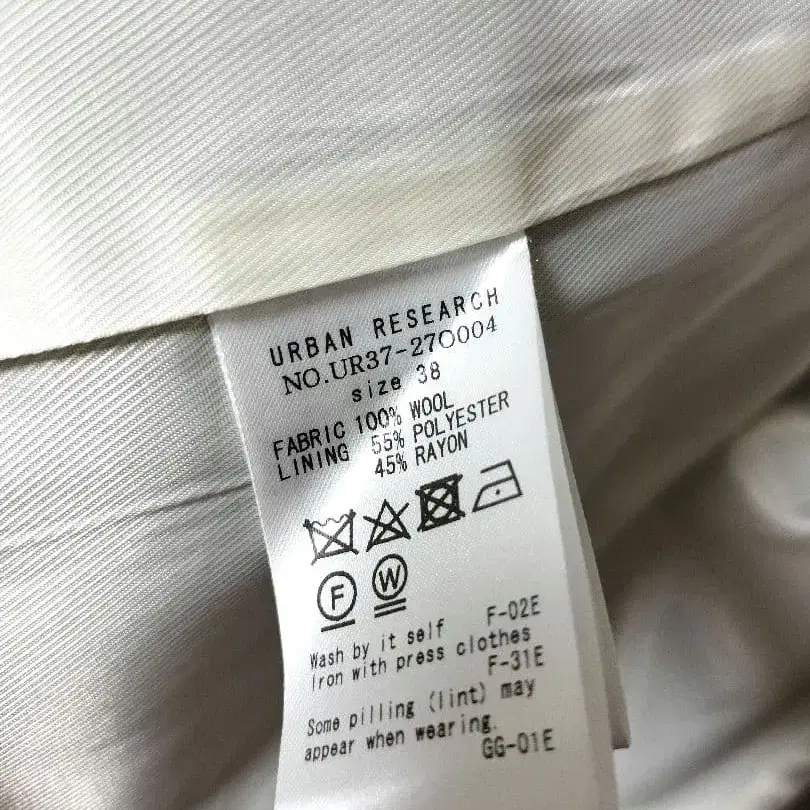 URBAN RESEARCH
NO.UR37-27O004
size 38
FABRIC 100% WOOL
LINING 55% POLYESTER
45% RAYON
F W
Wash by it self F-02E
Iron with press clothes
F-31E
Some pilling (lint) may
appear when wearing.
GG-01E